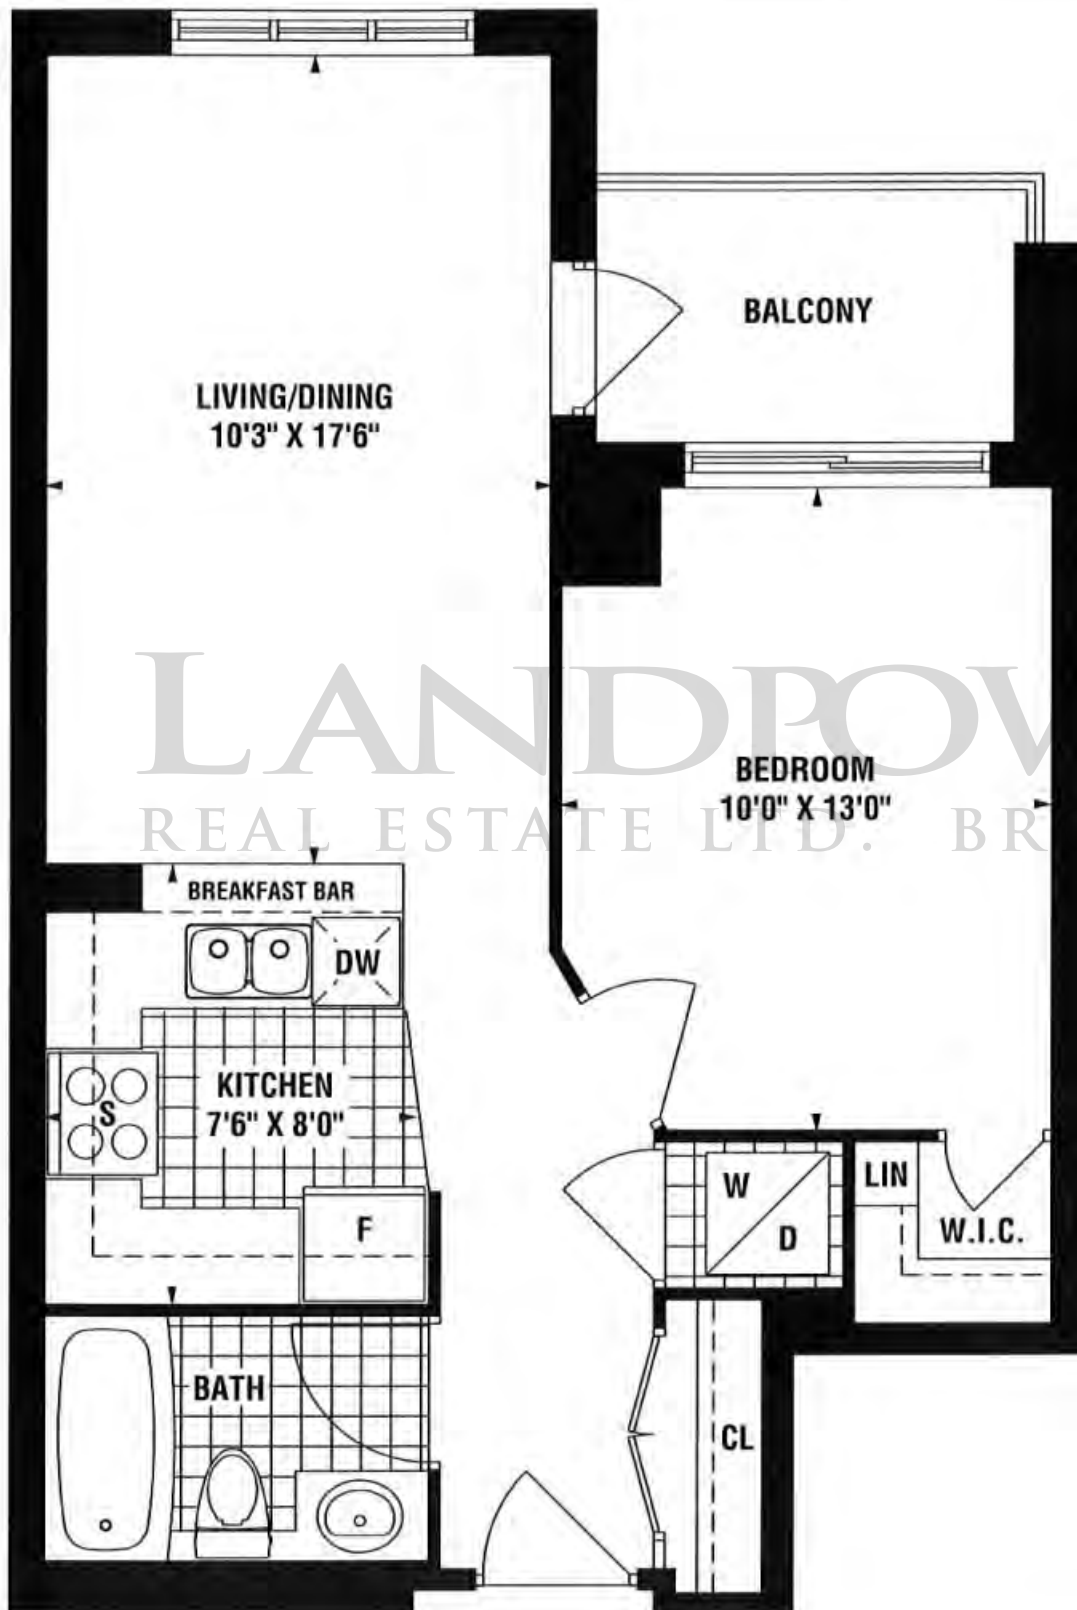 BALCONY
LIVING/DINING
10'3" X 17'6"
LANDPOW
BEDROOM
10'0" X 13'0"
REAL ESTATE LTD. BR
BREAKFAST BAR
DW
KITCHEN
7'6" X 8'0"
S
W
D
LIN
W.I.C.
F
BATH
CL